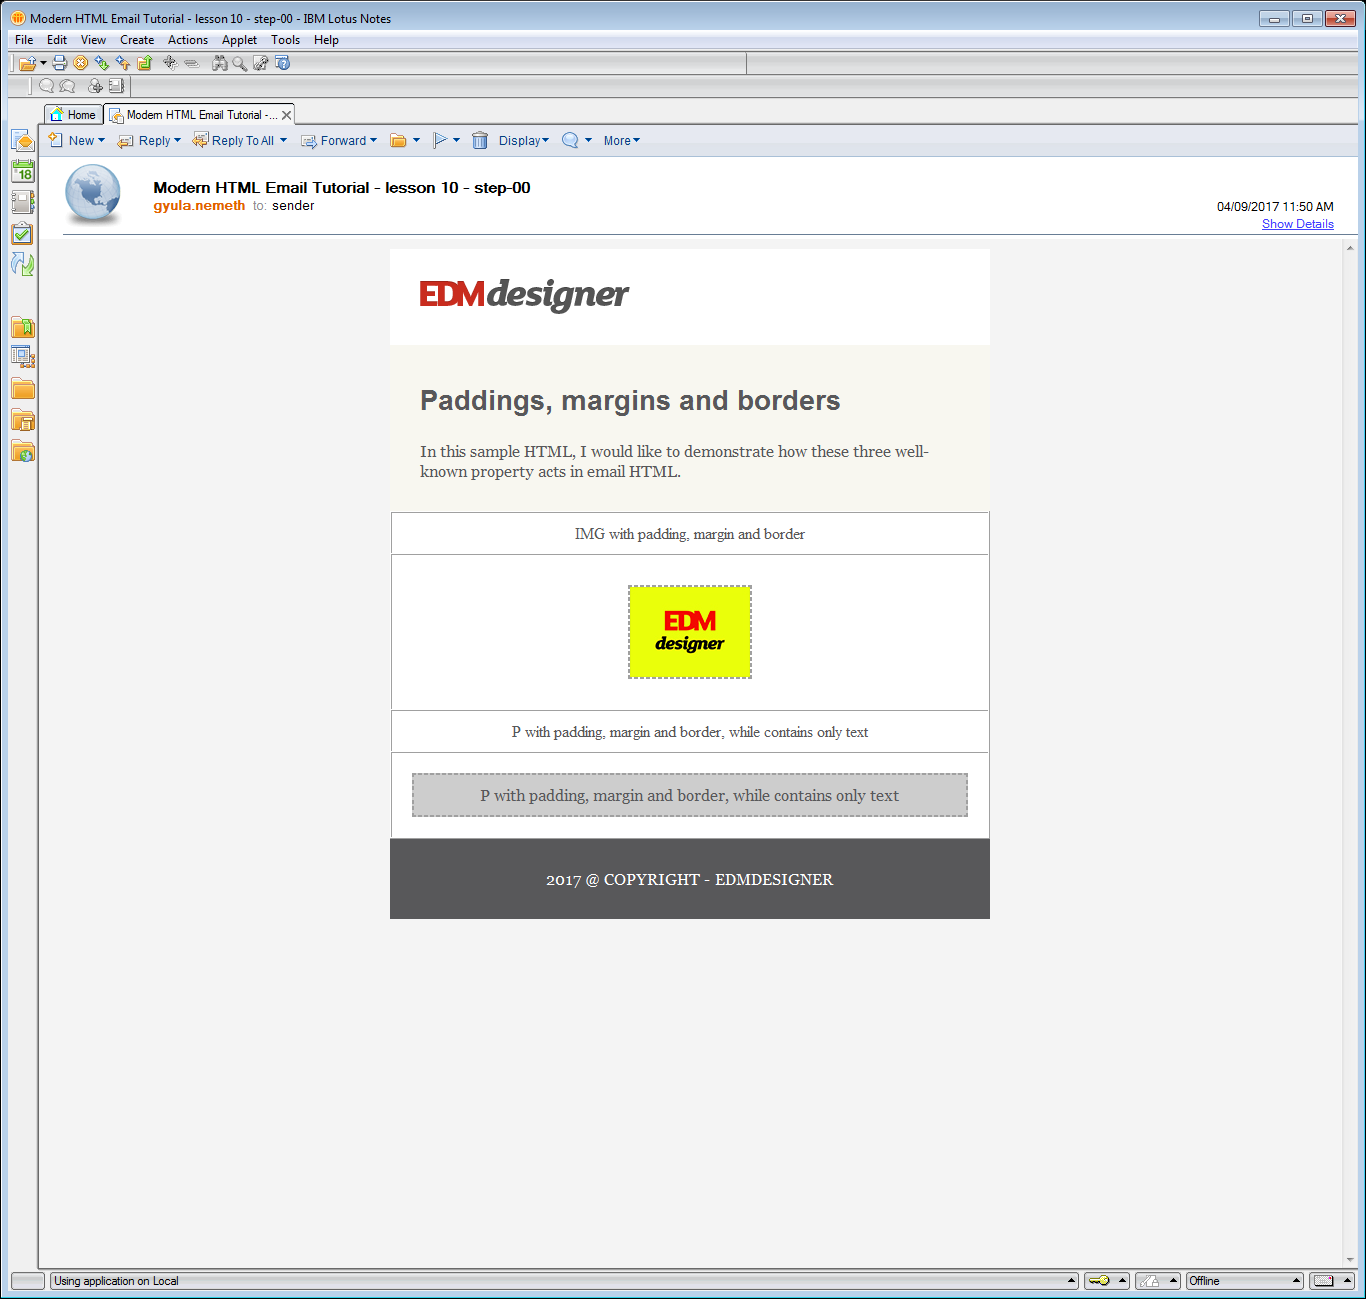 Modern HTML Email Tutorial - lesson 10 - step-00 - IBM Lotus Notes
File Edit View Create Actions Applet Tools Help
Home Modern HTML Email Tutorial -...
New Reply Reply To All Forward Display More
18
Modern HTML Email Tutorial - lesson 10 - step-00
gyula.nemeth to: sender
04/09/2017 11:50 AM
Show Details
EDMdesigner
Paddings, margins and borders
In this sample HTML, I would like to demonstrate how these three well-
known property acts in email HTML.
IMG with padding, margin and border
EDM
designer
P with padding, margin and border, while contains only text
P with padding, margin and border, while contains only text
2017 @ COPYRIGHT - EDMDESIGNER
Using application on Local
Offline